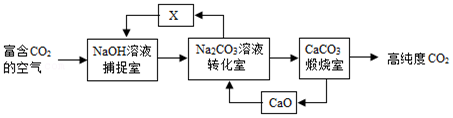 X
富含CO₂
的空气
NaOH溶液
捕捉室
Na₂CO₃溶液
转化室
CaCO₃
煅烧室
高纯度CO₂
CaO